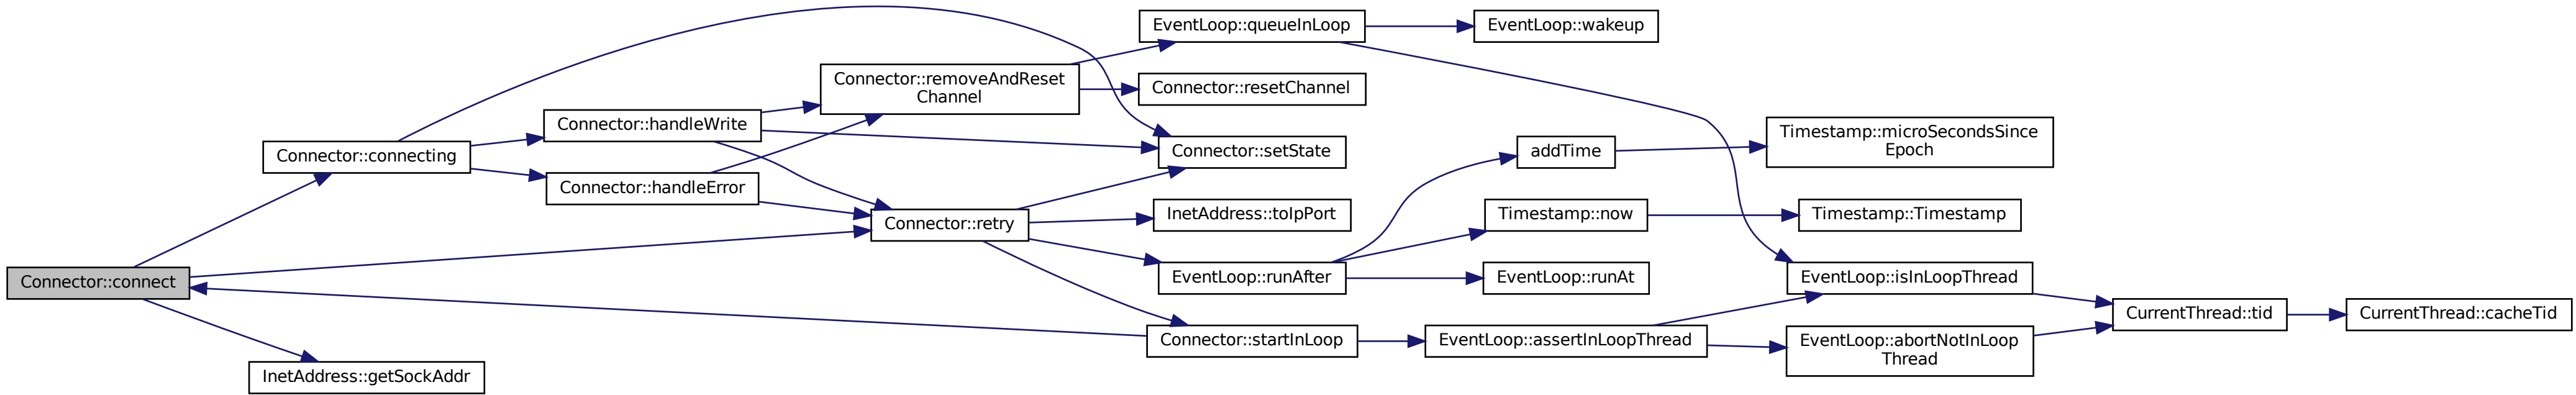 Connector::connect
Connector::connecting
InetAddress::getSockAddr
Connector::handleWrite
Connector::handleError
Connector::removeAndReset
Channel
Connector::retry
EventLoop::queueInLoop
Connector::resetChannel
Connector::setState
InetAddress::toIpPort
EventLoop::runAfter
Connector::startInLoop
EventLoop::wakeup
addTime
Timestamp::now
EventLoop::runAt
EventLoop::assertInLoopThread
Timestamp::microSecondsSince
Epoch
Timestamp::Timestamp
EventLoop::isInLoopThread
EventLoop::abortNotInLoop
Thread
CurrentThread::tid
CurrentThread::cacheTid